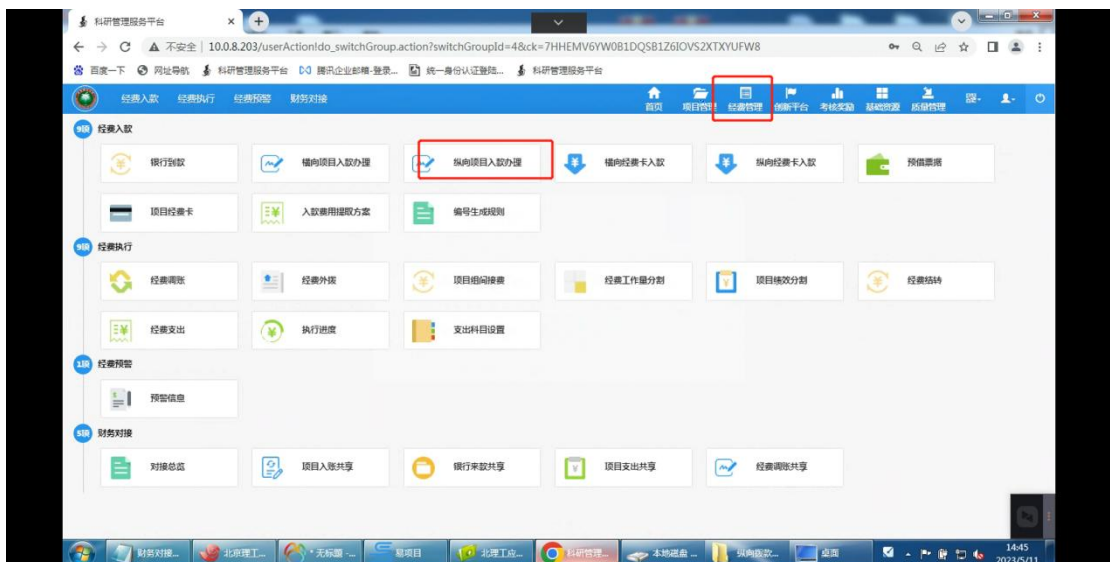 科研管理服务平台
不安全 | 10.0.8.203/userAction!do_switchGroup.action?switchGroupId=4&ck=7HHEMV6YW0B1DQSB1Z6IOVS2XTXYUFW8
百度一下 网址导航 科研管理服务平台 腾讯企业邮箱-登录... 统一身份认证登陆... 科研管理服务平台
经费入款 经费执行 经费预警 财务对接 首页 项目管理 经费管理 创新平台 考核奖励 基础资源 质量管理
9项 经费入款
银行到款 横向项目入款办理 纵向项目入款办理 横向经费卡入款 纵向经费卡入款 预借票据
项目经费卡 入款费用提取方案 编号生成规则
9项 经费执行
经费调账 经费外拨 项目组间接费 经费工作量分割 项目绩效分割 经费结转
经费支出 执行进度 支出科目设置
1项 经费预警
预警信息
5项 财务对接
对接总览 项目入账共享 银行来款共享 项目支出共享 经费调账共享
财务对接... 北京理工... * 无标题 -... 易项目 北理工应... 科研管理... 本地磁盘 ... 纵向版款... 桌面 14:45
2023/5/11